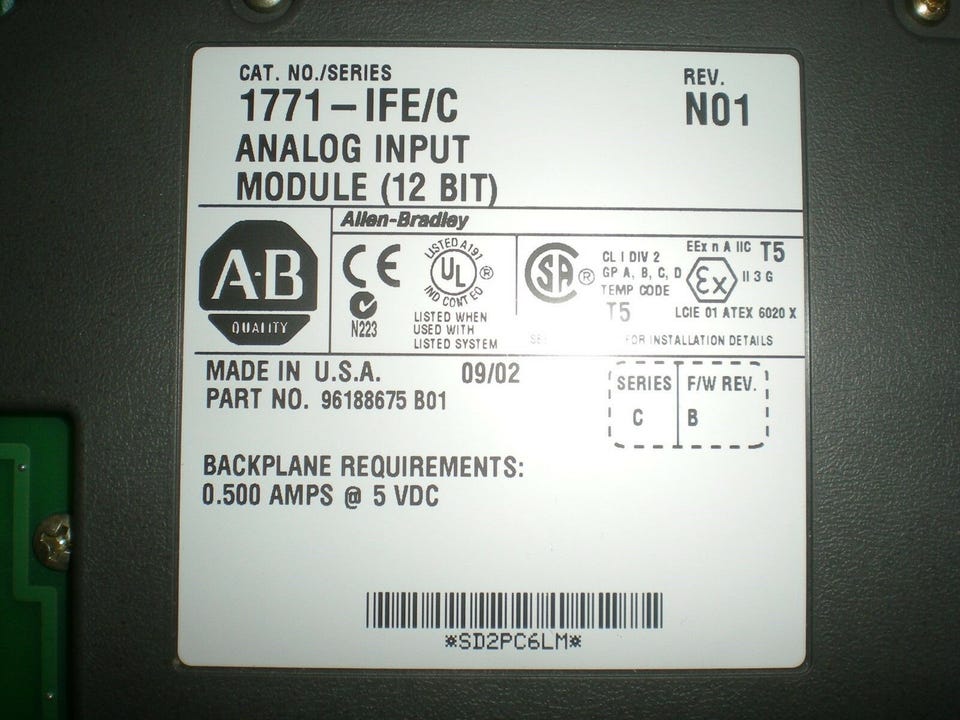 CAT. NO./SERIES
1771-IFE/C
ANALOG INPUT
MODULE (12 BIT)
REV.
N01
Allen-Bradley
A·B
QUALITY
CE
N223
LISTED A191
UL ®
IND CONT EQ
LISTED WHEN
USED WITH
LISTED SYSTEM
SA ®
CL I DIV 2
GP A, B, C, D
TEMP CODE
T5
EEx n A IIC T5
Ex II 3 G
LCIE 01 ATEX 6020 X
FOR INSTALLATION DETAILS
MADE IN U.S.A. 09/02
PART NO. 96188675 B01
SERIES F/W REV.
C B
BACKPLANE REQUIREMENTS:
0.500 AMPS @ 5 VDC
*SD2PC6LM*